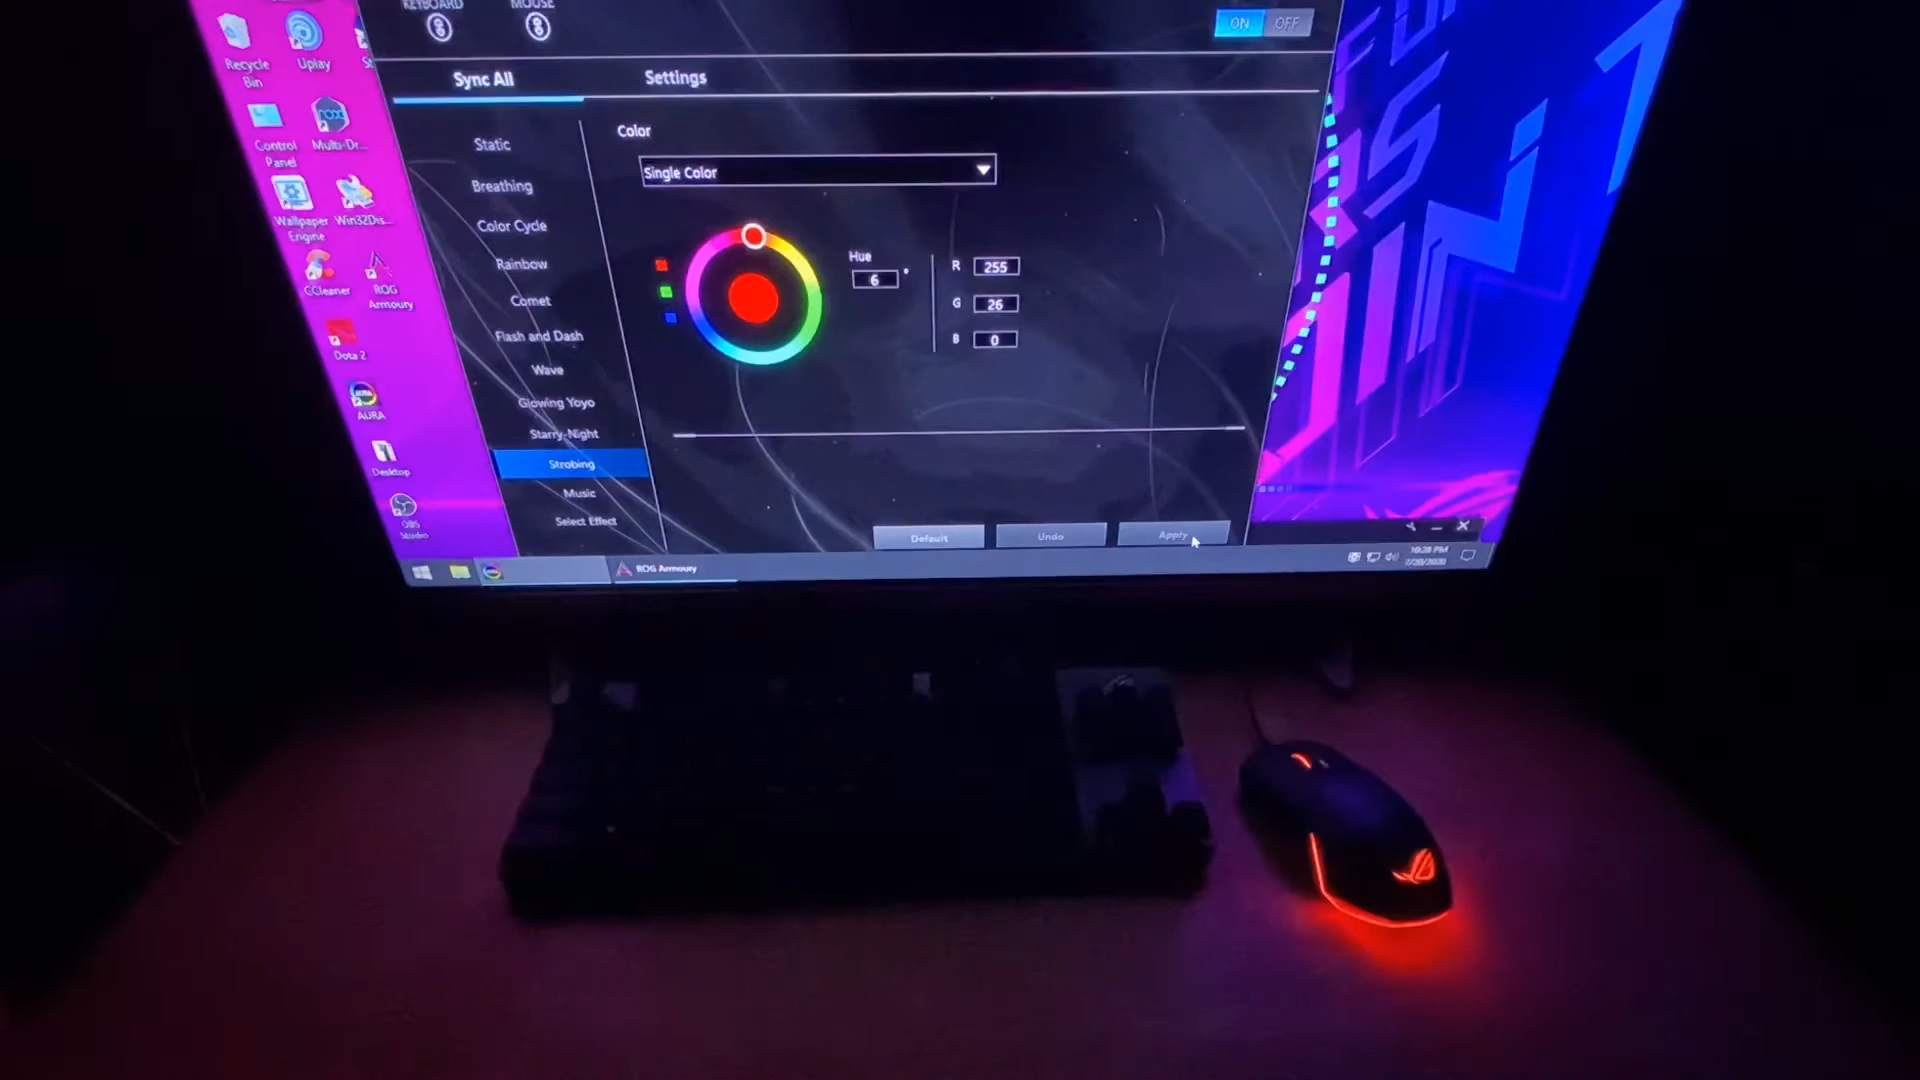 KEYBOARD
MOUSE
ON
OFF
Recycle
Bin
Uplay
Sync All
Settings
Control
Panel
Multi-Dr...
Static
Color
Breathing
Single Color
Wallpaper
Engine
Win32Dis...
Color Cycle
Rainbow
Hue
6
R
255
CCleaner
ROG
Armoury
Comet
G
26
Flash and Dash
B
0
Dota 2
Wave
Glowing Yoyo
AURA
Starry-Night
Strobing
Desktop
Music
Select Effect
OBS
Studio
Default
Undo
Apply
ROG Armoury
10:28 PM